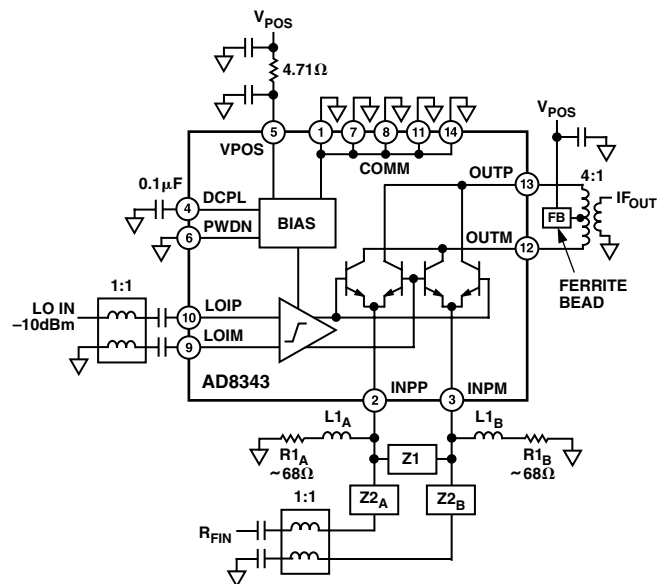 VPOS
4.71Ω
VPOS
5
1
7
8
11
14
VPOS
COMM
OUTP
13
4:1
0.1µF
4
DCPL
BIAS
FB
IFOUT
6
PWDN
OUTM
12
FERRITE
BEAD
1:1
LO IN
–10dBm
10
LOIP
9
LOIM
AD8343
INPP
INPM
2
3
L1A
L1B
R1A
~68Ω
Z1
R1B
~68Ω
1:1
Z2A
Z2B
RFIN